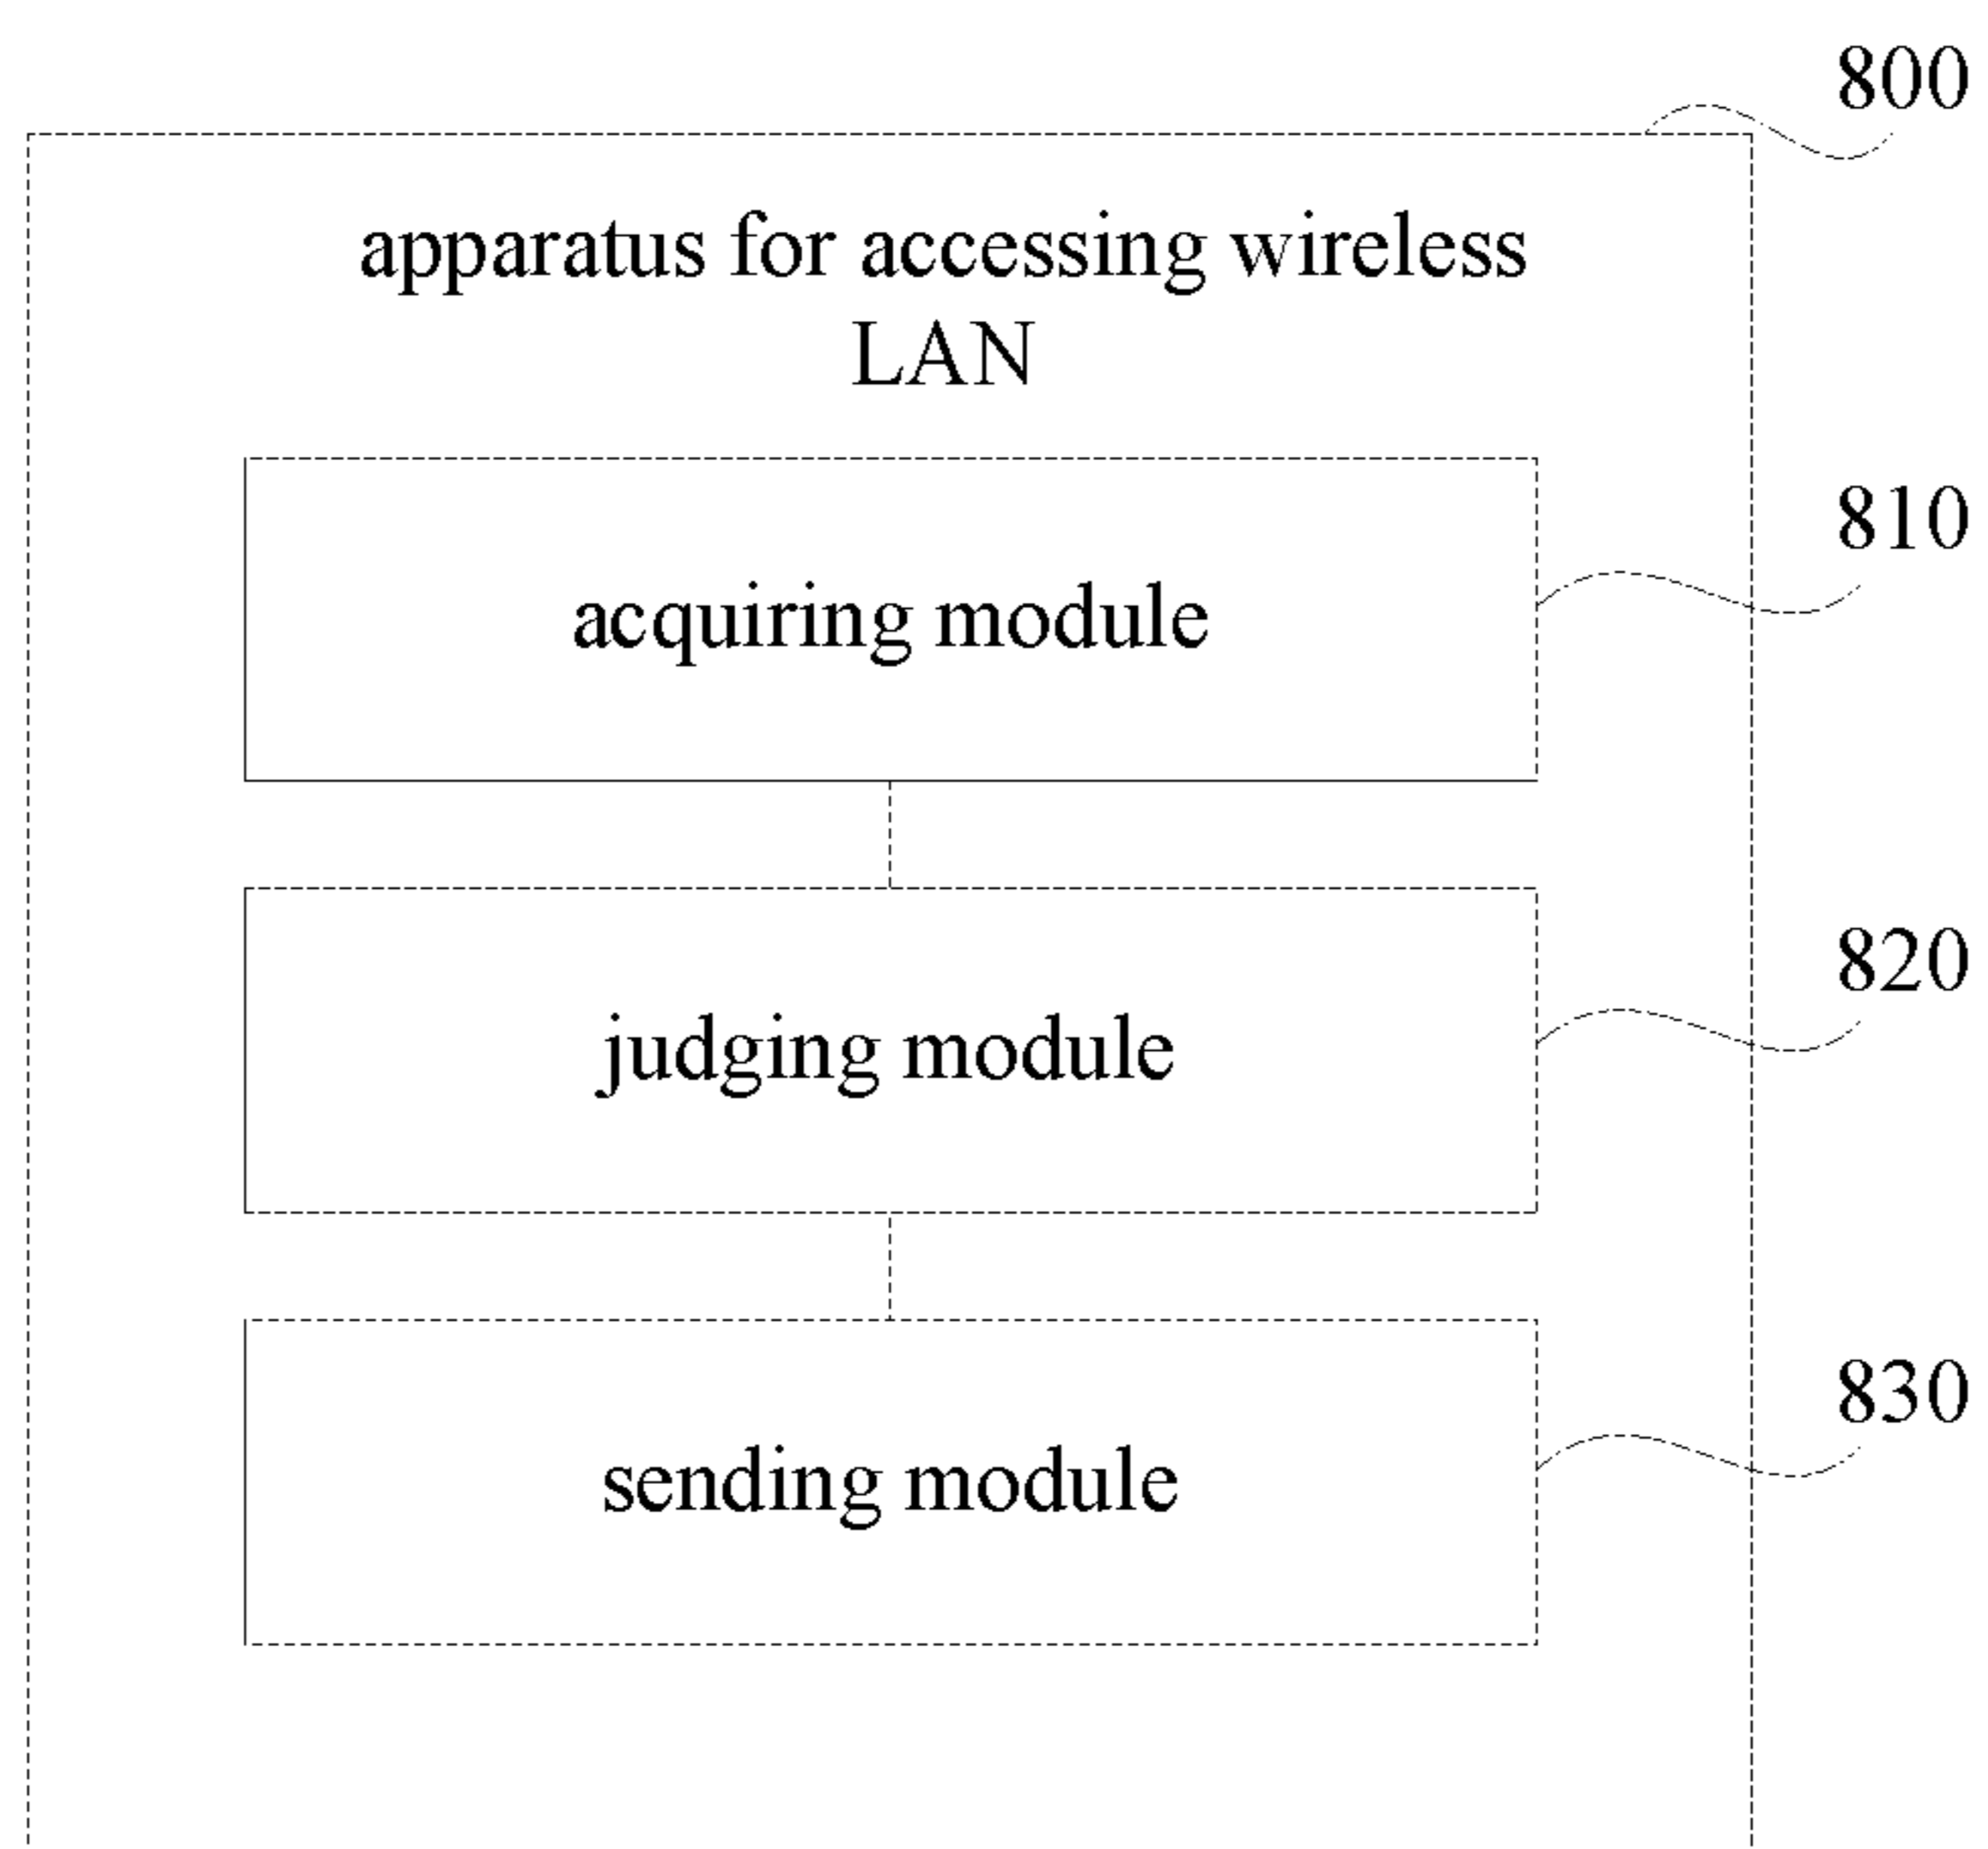 800
apparatus for accessing wireless
LAN
810
acquiring module
820
judging module
830
sending module